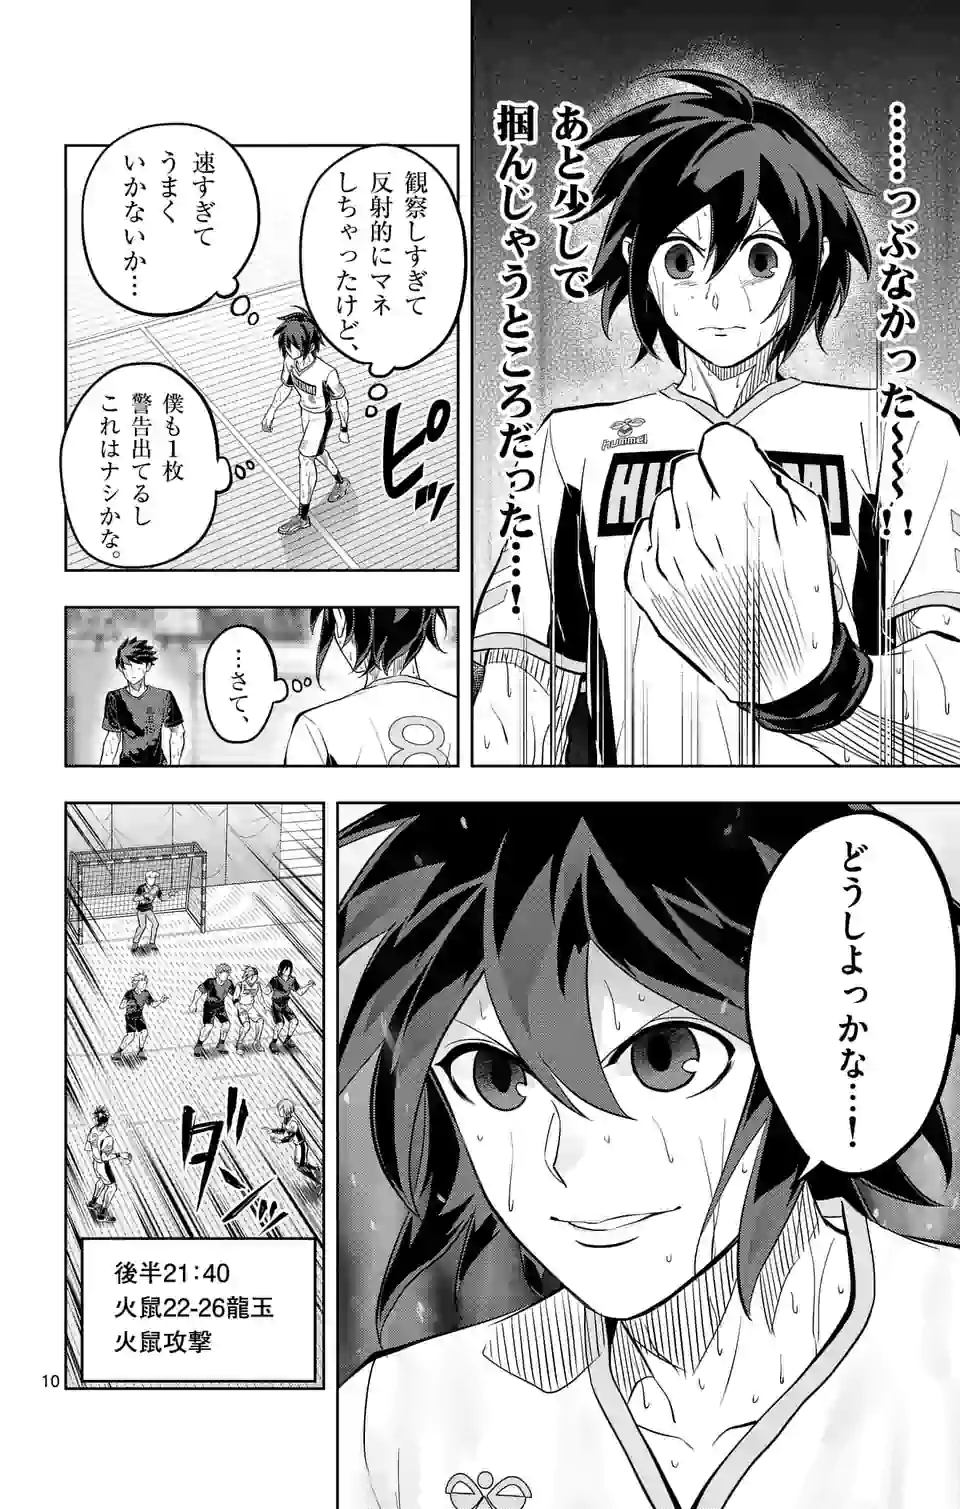 ……っぶなかった〜〜!!
あと少しで
掴んじゃうところだった…!
hummel
観察しすぎて
反射的にマネ
しちゃったけど、
速すぎて
うまく
いかないか…
僕も1枚
警告出てるし
これはナシかな。
ピッ
…さて、
8
どうしよっかな…!
ダッ
後半21:40
火鼠22-26龍玉
火鼠攻撃
10